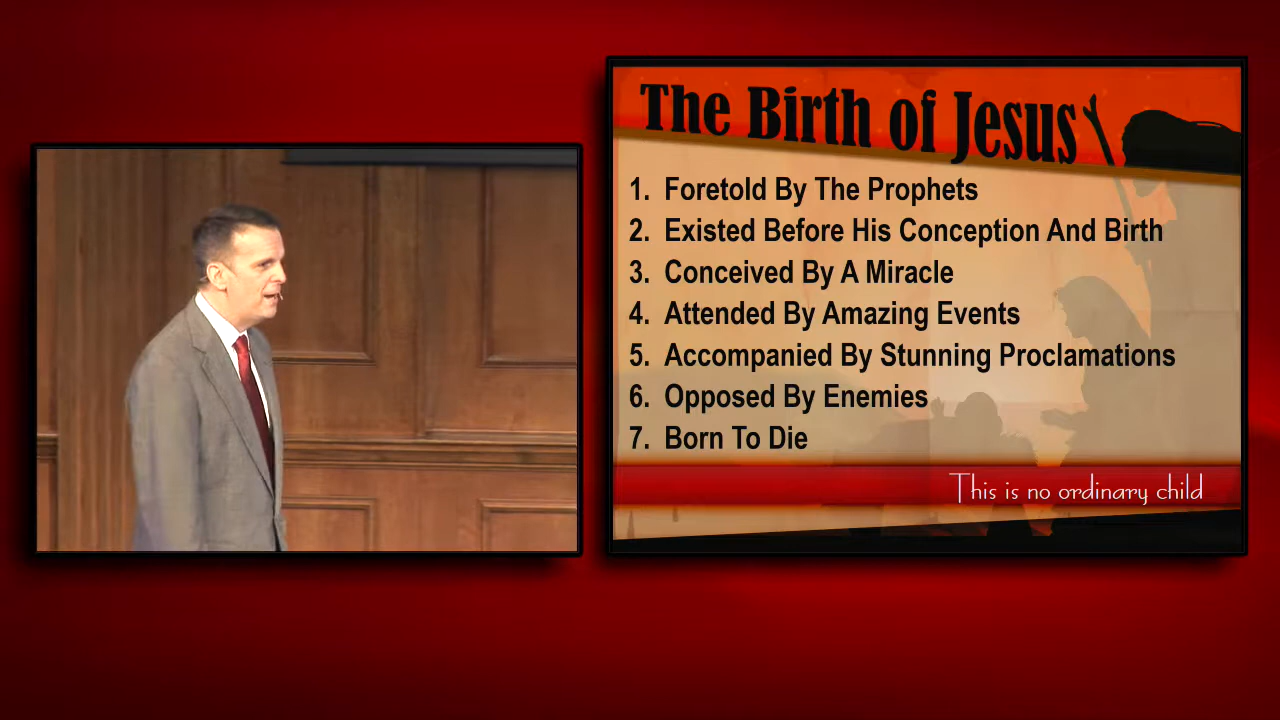 The Birth of Jesus
1. Foretold By The Prophets
2. Existed Before His Conception And Birth
3. Conceived By A Miracle
4. Attended By Amazing Events
5. Accompanied By Stunning Proclamations
6. Opposed By Enemies
7. Born To Die
This is no ordinary child